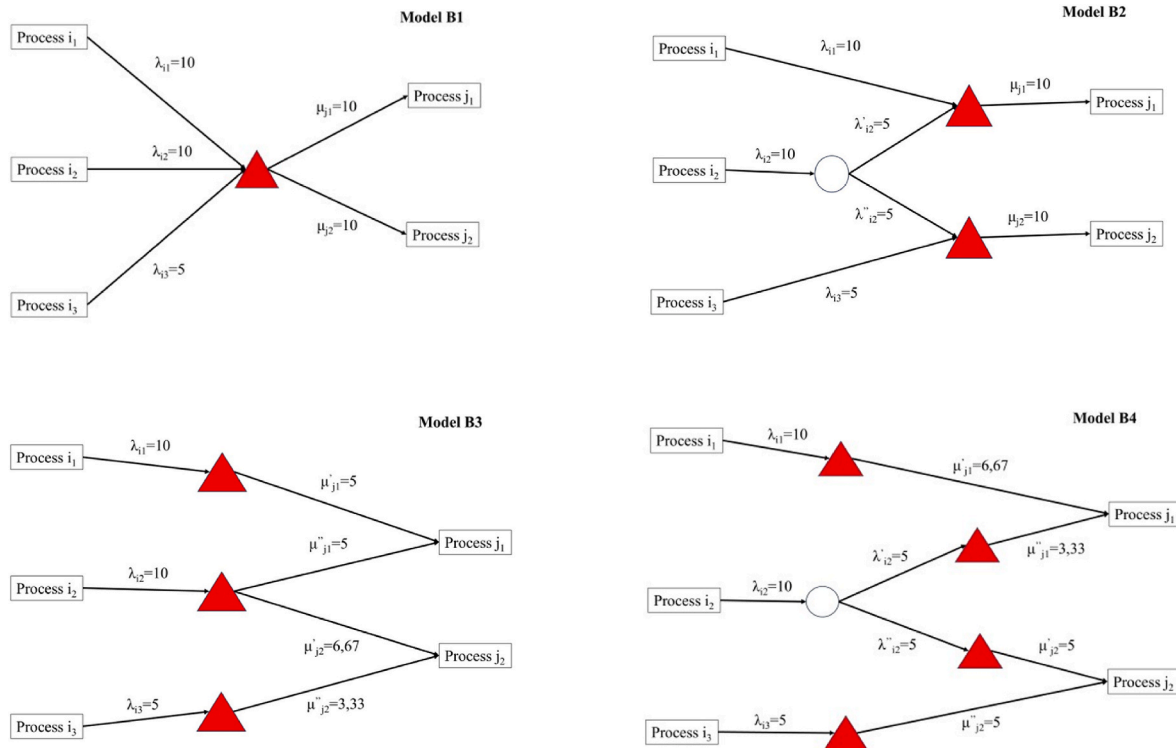 Model B1
Process i₁
λᵢ₁=10
μⱼ₁=10
Process j₁
Process i₂
λᵢ₂=10
μⱼ₂=10
Process j₂
λᵢ₃=5
Process i₃
Model B2
Process i₁
λᵢ₁=10
μⱼ₁=10
Process j₁
λ'ᵢ₂=5
Process i₂
λᵢ₂=10
λ''ᵢ₂=5
μⱼ₂=10
Process j₂
Process i₃
λᵢ₃=5
Model B3
Process i₁
λᵢ₁=10
μ'ⱼ₁=5
Process j₁
μ''ⱼ₁=5
Process i₂
λᵢ₂=10
μ'ⱼ₂=6,67
Process j₂
Process i₃
λᵢ₃=5
μ''ⱼ₂=3,33
Model B4
Process i₁
λᵢ₁=10
μ'ⱼ₁=6,67
Process j₁
λ'ᵢ₂=5
μ''ⱼ₁=3,33
Process i₂
λᵢ₂=10
λ''ᵢ₂=5
μ'ⱼ₂=5
Process j₂
Process i₃
λᵢ₃=5
μ''ⱼ₂=5